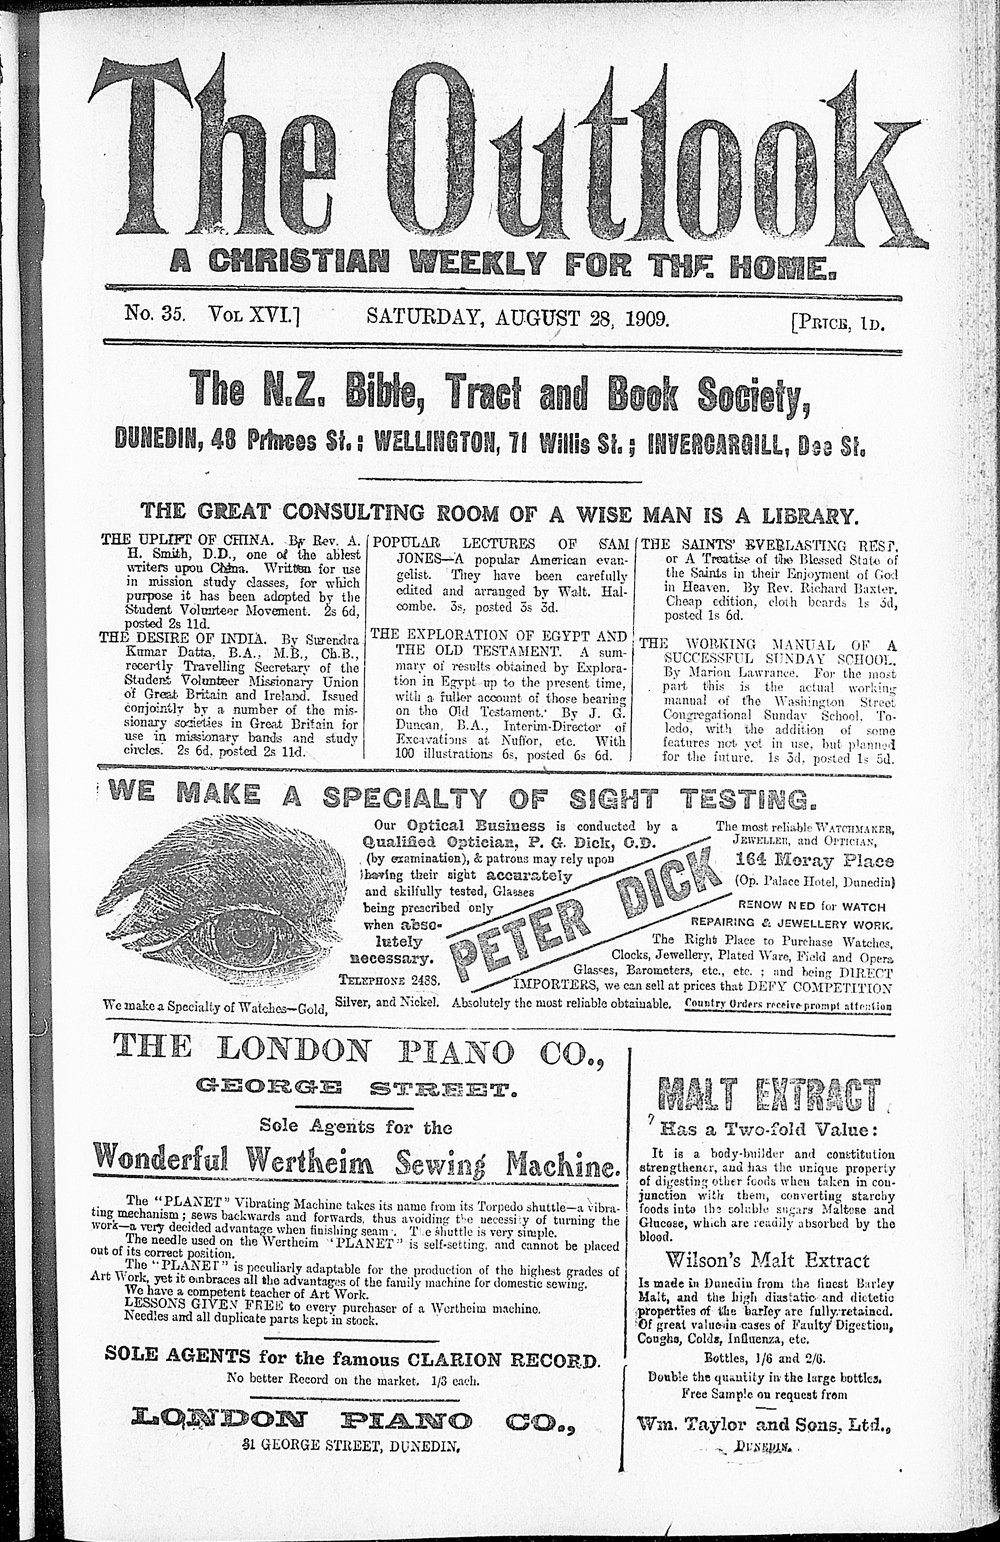 The Outlook
A CHRISTIAN WEEKLY FOR THE HOME.
No. 35. VOL XVI.]
SATURDAY, AUGUST 28, 1909.
[PRICE, 1D.
The N.Z. Bible, Tract and Book Society,
DUNEDIN, 48 Princes St.; WELLINGTON, 71 Willis St.; INVERCARGILL, Dee St.
THE GREAT CONSULTING ROOM OF A WISE MAN IS A LIBRARY.
THE UPLIFT OF CHINA. By Rev. A.
H. Smith, D.D., one of the ablest
writers upon China. Written for use
in mission study classes, for which
purpose it has been adopted by the
Student Volunteer Movement. 2s 6d,
posted 2s 11d.
THE DESIRE OF INDIA. By Surendra
Kumar Datta, B.A., M.B., Ch.B.,
recertly Travelling Secretary of the
Student Volunteer Missionary Union
of Great Britain and Ireland. Issued
conjointly by a number of the mis-
sionary societies in Great Britain for
use in missionary bands and study
circles. 2s 6d, posted 2s 11d.
POPULAR LECTURES OF SAM
JONES—A popular American evan-
gelist. They have been carefully
edited and arranged by Walt. Hal-
combe. 3s, posted 3s 3d.
THE EXPLORATION OF EGYPT AND
THE OLD TESTAMENT. A sum-
mary of results obtained by Explora-
tion in Egypt up to the present time,
with a fuller account of those bearing
on the Old Testament. By J. G.
Duncan, B.A., Interim-Director of
Excavations at Nuffor, etc. With
100 illustrations 6s, posted 6s 6d.
THE SAINTS' EVERLASTING REST,
or A Treatise of the Blessed State of
the Saints in their Enjoyment of God
in Heaven. By Rev. Richard Baxter.
Cheap edition, cloth boards 1s 3d,
posted 1s 6d.
THE WORKING MANUAL OF A
SUCCESSFUL SUNDAY SCHOOL.
By Marion Lawrance. For the most
part this is the actual working
manual of the Washington Street
Congregational Sunday School, To-
ledo, with the addition of some
features not yet in use, but planned
for the future. 1s 3d, posted 1s 5d.
WE MAKE A SPECIALTY OF SIGHT TESTING.
Our Optical Business is conducted by a
Qualified Optician, P. G. Dick, O.D.
(by examination), & patrons may rely upon
having their sight accurately
and skilfully tested, Glasses
being prescribed only
when abso-
lutely
necessary.
TELEPHONE 2488.
PETER DICK
The most reliable WATCHMAKER,
JEWELLER, and OPTICIAN,
164 Moray Place
(Op. Palace Hotel, Dunedin)
RENOWNED for WATCH
REPAIRING & JEWELLERY WORK.
The Right Place to Purchase Watches,
Clocks, Jewellery, Plated Ware, Field and Opera
Glasses, Barometers, etc., etc.; and being DIRECT
IMPORTERS, we can sell at prices that DEFY COMPETITION
We make a Specialty of Watches—Gold, Silver, and Nickel. Absolutely the most reliable obtainable. Country Orders receive prompt attention
THE LONDON PIANO CO.,
GEORGE STREET.
Sole Agents for the
Wonderful Wertheim Sewing Machine.
The "PLANET" Vibrating Machine takes its name from its Torpedo shuttle—a vibra-
ting mechanism; sews backwards and forwards, thus avoiding the necessity of turning the
work—a very decided advantage when finishing seams. The shuttle is very simple.
The needle used on the Wertheim "PLANET" is self-setting, and cannot be placed
out of its correct position.
The "PLANET" is peculiarly adaptable for the production of the highest grades of
Art Work, yet it embraces all the advantages of the family machine for domestic sewing.
We have a competent teacher of Art Work.
LESSONS GIVEN FREE to every purchaser of a Wertheim machine.
Needles and all duplicate parts kept in stock.
SOLE AGENTS for the famous CLARION RECORD.
No better Record on the market. 1/3 each.
LONDON PIANO CO.,
31 GEORGE STREET, DUNEDIN.
MALT EXTRACT
Has a Two-fold Value:
It is a body-builder and constitution
strengthener, and has the unique property
of digesting other foods when taken in con-
junction with them, converting starchy
foods into the soluble sugars Maltose and
Glucose, which are readily absorbed by the
blood.
Wilson's Malt Extract
Is made in Dunedin from the finest Barley
Malt, and the high diastatic and dietetic
properties of the barley are fully retained.
Of great value in cases of Faulty Digestion,
Coughs, Colds, Influenza, etc.
Bottles, 1/6 and 2/6.
Double the quantity in the large bottles.
Free Sample on request from
Wm. Taylor and Sons, Ltd.,
DUNEDIN.